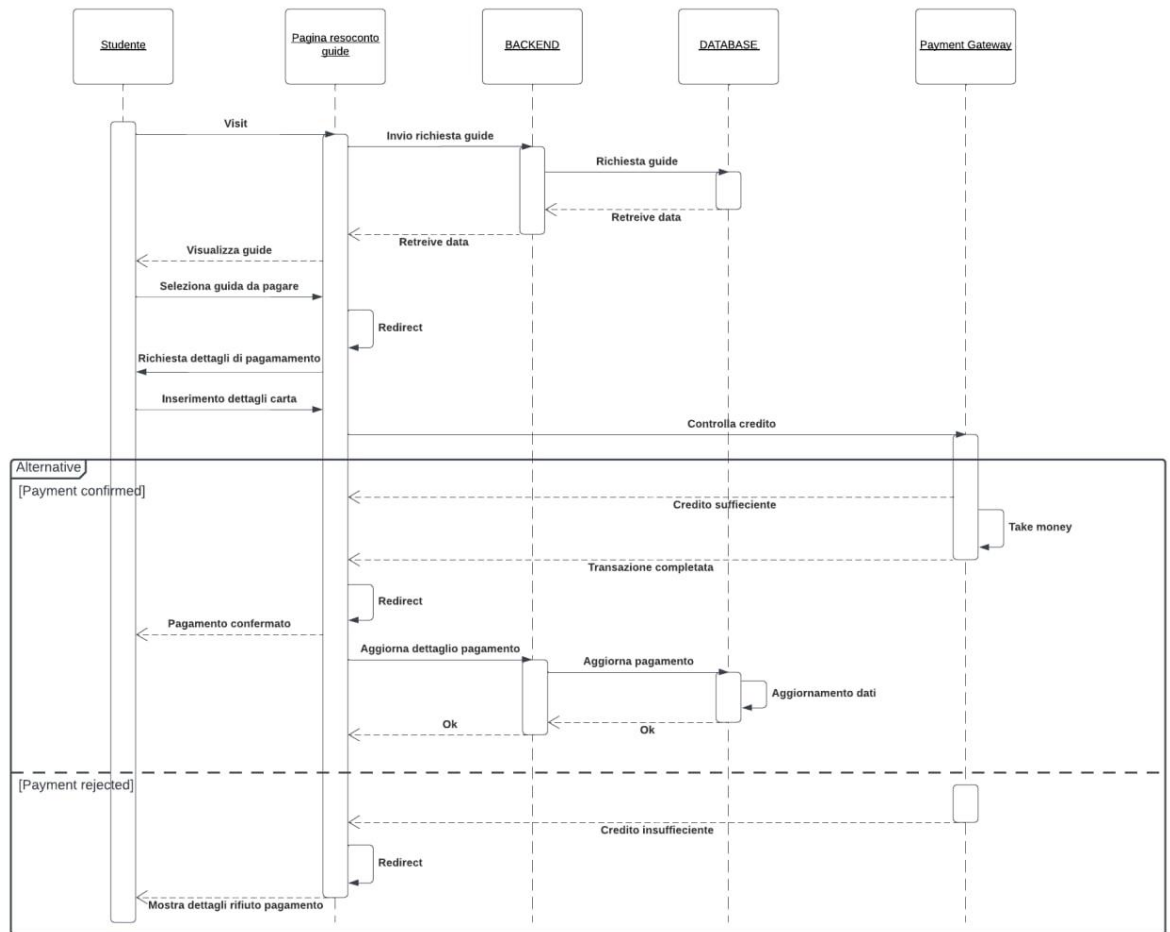 Studente
Pagina resoconto
guide
BACKEND
DATABASE
Payment Gateway
Visit
Invio richiesta guide
Richiesta guide
Retreive data
Retreive data
Visualizza guide
Seleziona guida da pagare
Redirect
Richiesta dettagli di pagamamento
Inserimento dettagli carta
Controlla credito
Alternative
[Payment confirmed]
Credito suffieciente
Take money
Transazione completata
Redirect
Pagamento confermato
Aggiorna dettaglio pagamento
Aggiorna pagamento
Aggiornamento dati
Ok
Ok
[Payment rejected]
Credito insuffieciente
Redirect
Mostra dettagli rifiuto pagamento